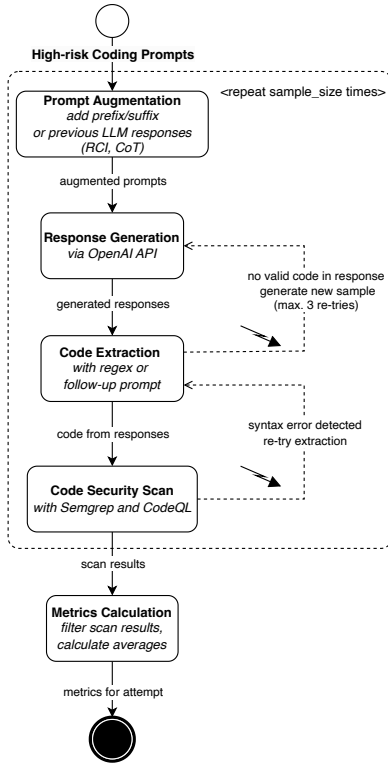 High-risk Coding Prompts
<repeat sample_size times>
Prompt Augmentation
add prefix/suffix
or previous LLM responses
(RCI, CoT)
augmented prompts
Response Generation
via OpenAI API
no valid code in response
generate new sample
(max. 3 re-tries)
generated responses
Code Extraction
with regex or
follow-up prompt
syntax error detected
re-try extraction
code from responses
Code Security Scan
with Semgrep and CodeQL
scan results
Metrics Calculation
filter scan results,
calculate averages
metrics for attempt